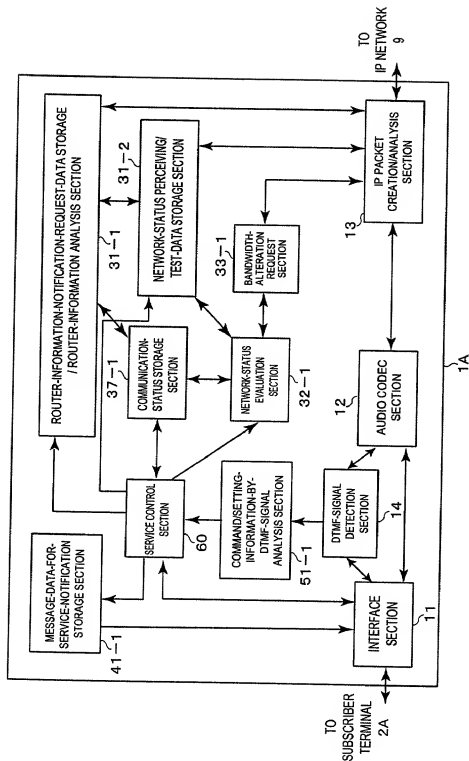 ROUTER-INFORMATION-NOTIFICATION-REQUEST-DATA STORAGE
/ ROUTER-INFORMATION ANALYSIS SECTION
31-1
NETWORK-STATUS PERCEIVING/
TEST-DATA STORAGE SECTION
31-2
MESSAGE-DATA-FOR-
SERVICE-NOTIFICATION
STORAGE SECTION
41-1
SERVICE CONTROL
SECTION
60
37-1
COMMUNICATION-
STATUS STORAGE
SECTION
NETWORK-STATUS
EVALUATION
SECTION
32-1
33-1
BANDWIDTH-
ALTERATION
REQUEST
SECTION
COMMAND/SETTING-
INFORMATION-BY-
DTMF-SIGNAL
ANALYSIS SECTION
51-1
DTMF-SIGNAL
DETECTION
SECTION
14
12
AUDIO CODEC
SECTION
13
IP PACKET
CREATION/ANALYSIS
SECTION
INTERFACE
SECTION
11
TO
SUBSCRIBER
TERMINAL
2A
TO
IP NETWORK
9
1A